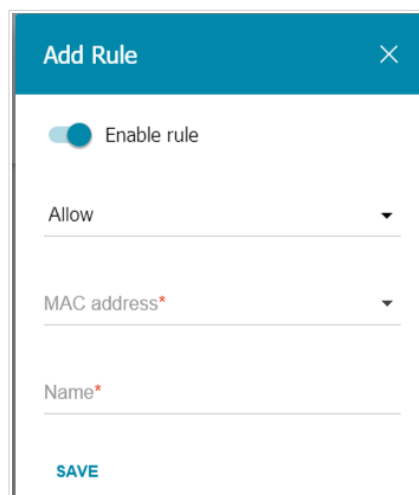 Add Rule
Enable rule
Allow
MAC address*
Name*
SAVE